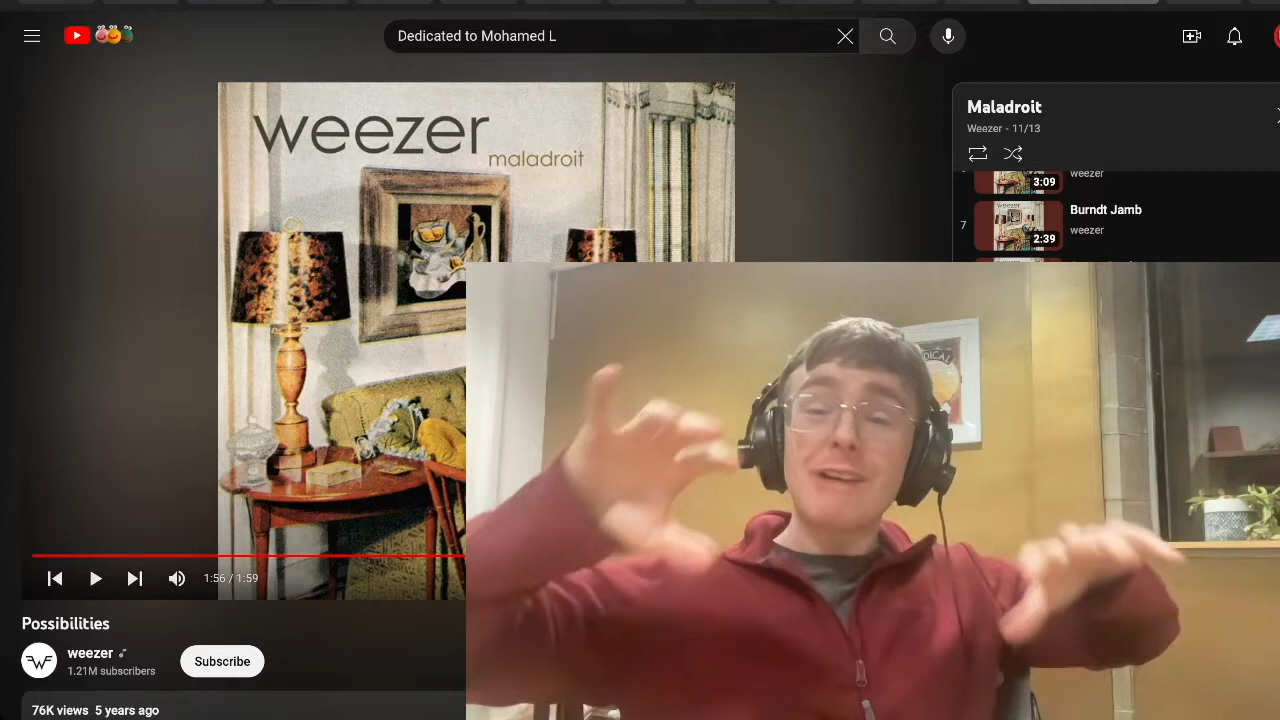 Dedicated to Mohamed L
weezer
maladroit
Maladroit
Weezer - 11/13
3:09
weezer
7
Burndt Jamb
weezer
2:39
DICAL
1:56 / 1:59
Possibilities
weezer
1.21M subscribers
Subscribe
76K views 5 years ago